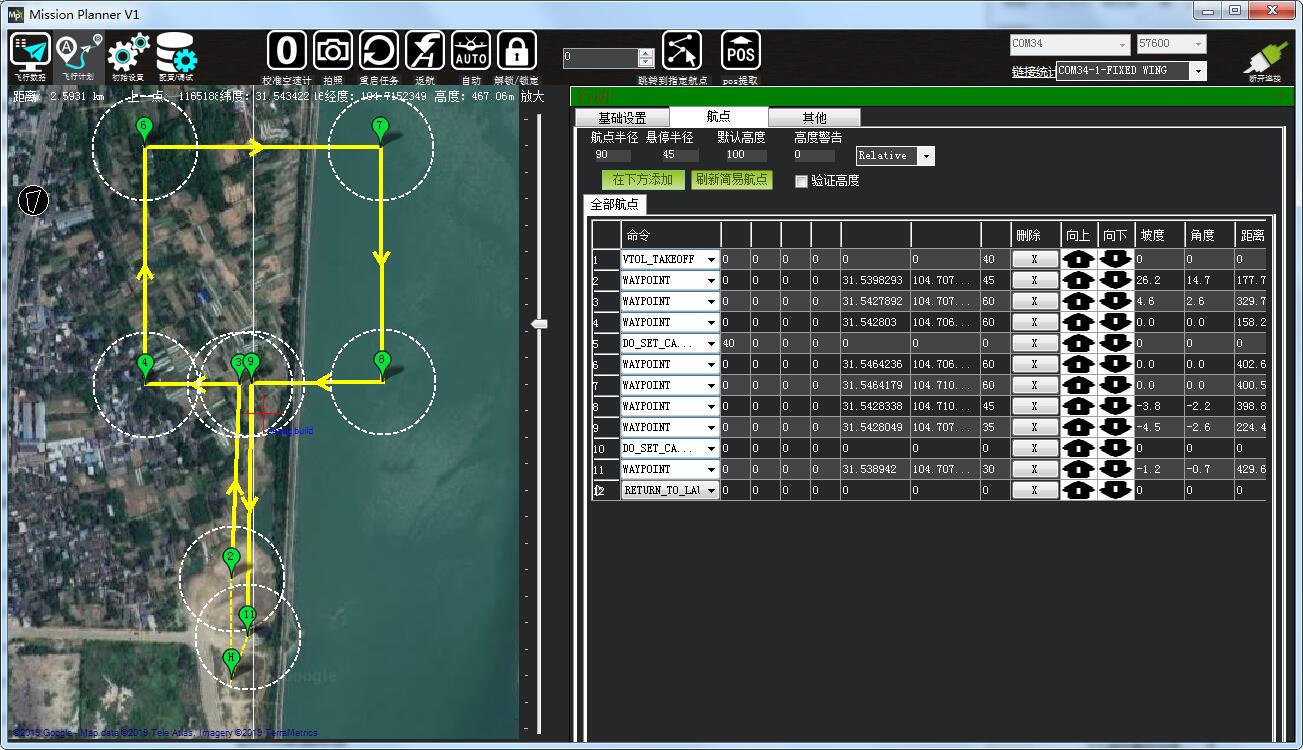 Mission Planner V1
飞行数据 飞行计划 初始设置 配置/调试
0 AUTO POS
校准空速计 拍照 重启任务 返航 自动 解锁/锁定 跳转到指定航点 pos提取
0
COM34 57600
链接统计 COM34-1-FIXED WING
断开连接
距离: 2.5931 km 上一点: 纬度: 31.543422 经度: 104.7152349 高度: 467.06m 放大
6 7
4 3 9 8
2
11
H
©2019 Google - Map data ©2019 Tele Atlas, Imagery ©2019 TerraMetrics
基础设置 航点 其他
航点半径 悬停半径 默认高度 高度警告
90 45 100 0 Relative
在下方添加 刷新简易航点 验证高度
全部航点
命令 删除 向上 向下 坡度 角度 距离
1 VTOL_TAKEOFF 0 0 0 0 0 0 40 X 0 0 0
2 WAYPOINT 0 0 0 0 31.5398293 104.707... 45 X 26.2 14.7 177.7
3 WAYPOINT 0 0 0 0 31.5427892 104.707... 60 X 4.6 2.6 329.7
4 WAYPOINT 0 0 0 0 31.542803 104.706... 60 X 0.0 0.0 158.2
5 DO_SET_CA... 40 0 0 0 0 0 0 X 0 0 0
6 WAYPOINT 0 0 0 0 31.5464236 104.706... 60 X 0.0 0.0 402.6
7 WAYPOINT 0 0 0 0 31.5464179 104.710... 60 X 0.0 0.0 400.5
8 WAYPOINT 0 0 0 0 31.5428338 104.710... 45 X -3.8 -2.2 398.8
9 WAYPOINT 0 0 0 0 31.5428049 104.707... 35 X -4.5 -2.6 224.4
10 DO_SET_CA... 0 0 0 0 0 0 0 X 0 0 0
11 WAYPOINT 0 0 0 0 31.538942 104.707... 30 X -1.2 -0.7 429.6
12 RETURN_TO_LAU 0 0 0 0 0 0 0 X 0 0 0